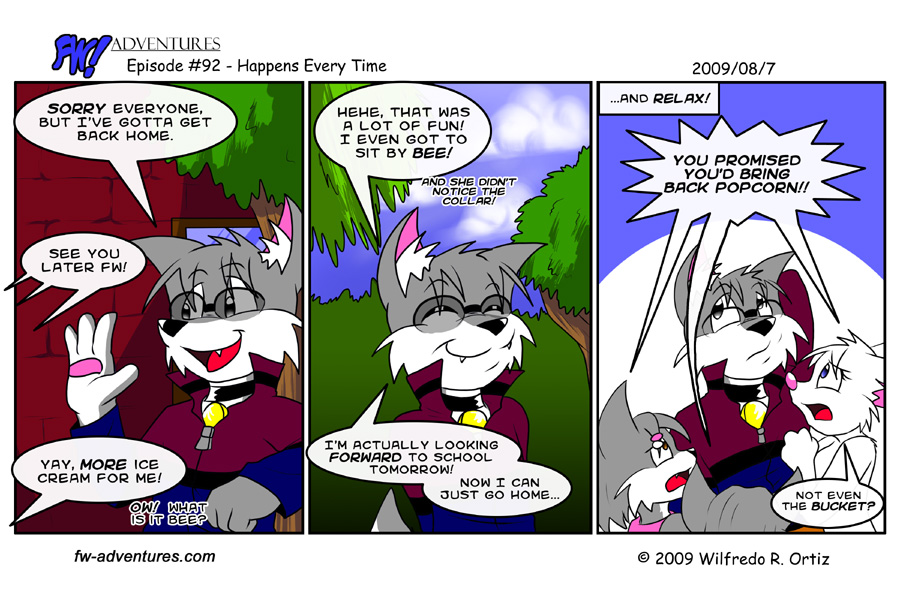 FW! ADVENTURES
Episode #92 - Happens Every Time
2009/08/7
SORRY EVERYONE,
BUT I'VE GOTTA GET
BACK HOME.
SEE YOU
LATER FW!
YAY, MORE ICE
CREAM FOR ME!
OW! WHAT
IS IT BEE?
HEHE, THAT WAS
A LOT OF FUN!
I EVEN GOT TO
SIT BY BEE!
AND SHE DIDN'T
NOTICE THE
COLLAR!
I'M ACTUALLY LOOKING
FORWARD TO SCHOOL
TOMORROW!
NOW I CAN
JUST GO HOME...
...AND RELAX!
YOU PROMISED
YOU'D BRING
BACK POPCORN!!
NOT EVEN
THE BUCKET?
fw-adventures.com
© 2009 Wilfredo R. Ortiz